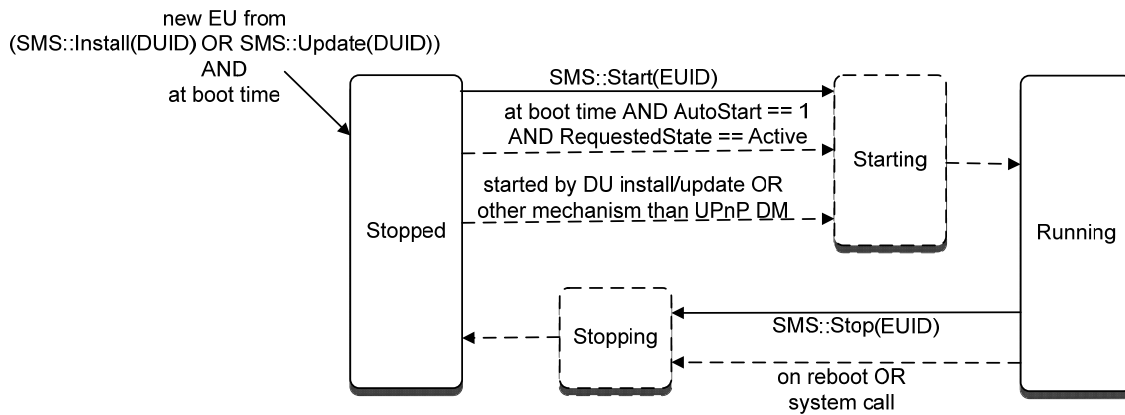 new EU from
(SMS::Install(DUID) OR SMS::Update(DUID))
AND
at boot time
SMS::Start(EUID)
at boot time AND AutoStart == 1
AND RequestedState == Active
Starting
started by DU install/update OR
other mechanism than UPnP DM
Stopped
Running
Stopping
SMS::Stop(EUID)
on reboot OR
system call